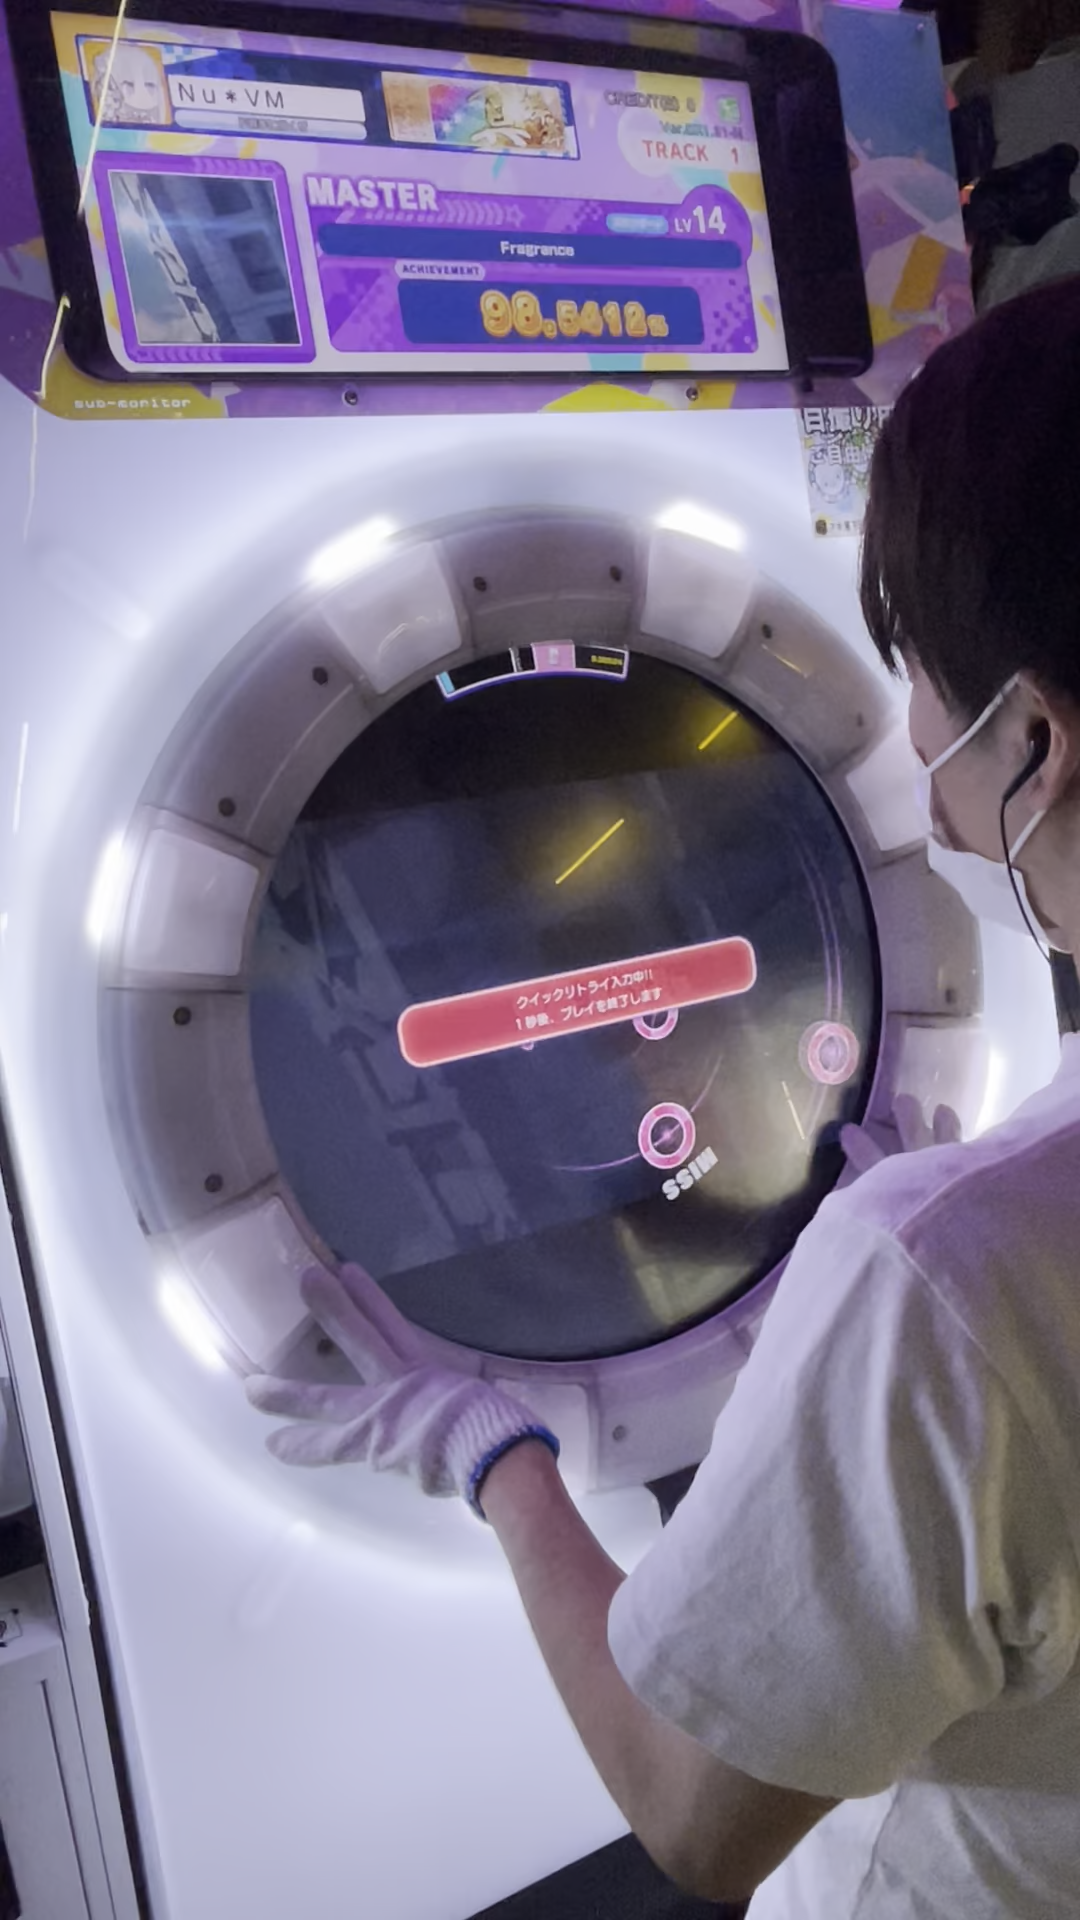 Nu*VM
CREDIT(S) 0
TRACK 1
MASTER
LV14
Fragrance
ACHIEVEMENT
98.5412%
sub-monitor
クイックリトライ入力中!!
1秒後、プレイを終了します
MISS